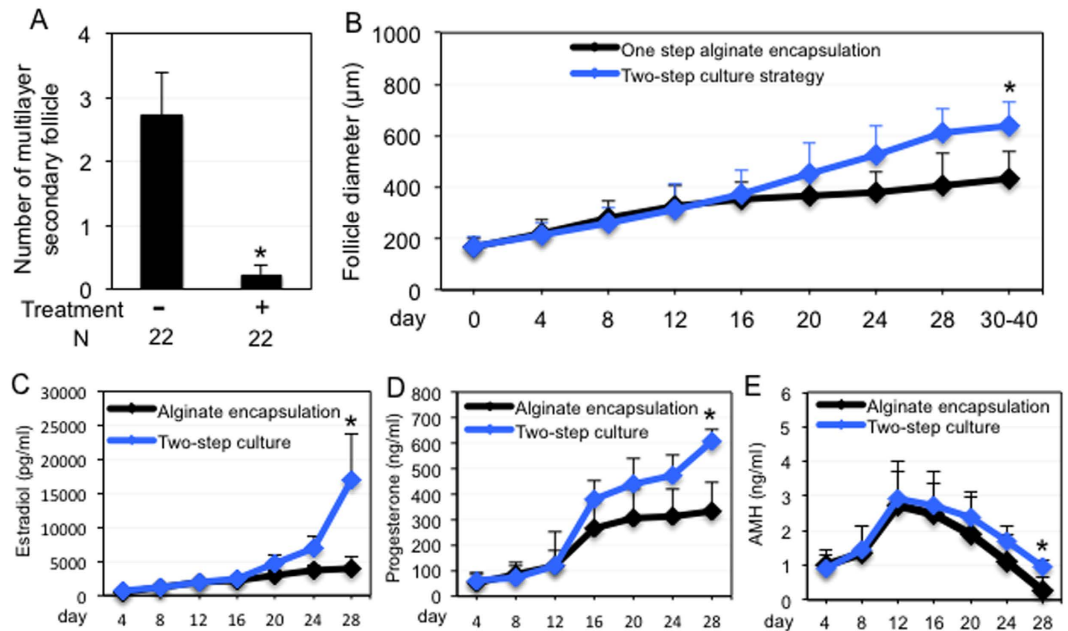 A
Number of multilayer
secondary follicle
4
3
2
1
0
*
Treatment - +
N 22 22
B
Follicle diameter (μm)
1000
800
600
400
200
0
One step alginate encapsulation
Two-step culture strategy
*
day 0 4 8 12 16 20 24 28 30-40
C
Estradiol (pg/ml)
30000
25000
20000
15000
10000
5000
0
Alginate encapsulation
Two-step culture
*
day 4 8 12 16 20 24 28
D
Progesterone (ng/ml)
800
700
600
500
400
300
200
100
0
Alginate encapsulation
Two-step culture
*
day 4 8 12 16 20 24 28
E
AMH (ng/ml)
6
5
4
3
2
1
0
Alginate encapsulation
Two-step culture
*
day 4 8 12 16 20 24 28